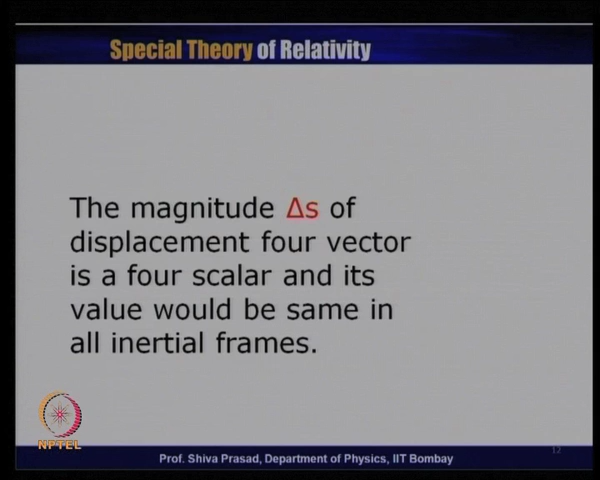 Special Theory of Relativity
The magnitude Δs of
displacement four vector
is a four scalar and its
value would be same in
all inertial frames.
NPTEL
Prof. Shiva Prasad, Department of Physics, IIT Bombay
12